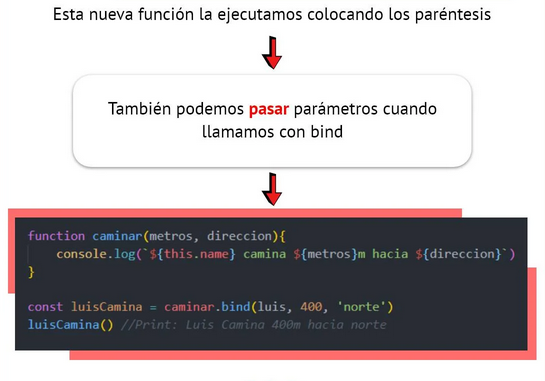 Esta nueva función la ejecutamos colocando los paréntesis
También podemos pasar parámetros cuando
llamamos con bind
function caminar(metros, direccion){
    console.log(`${this.name} camina ${metros}m hacia ${direccion}`)
}
const luisCamina = caminar.bind(luis, 400, 'norte')
luisCamina() //Print: Luis Camina 400m hacia norte